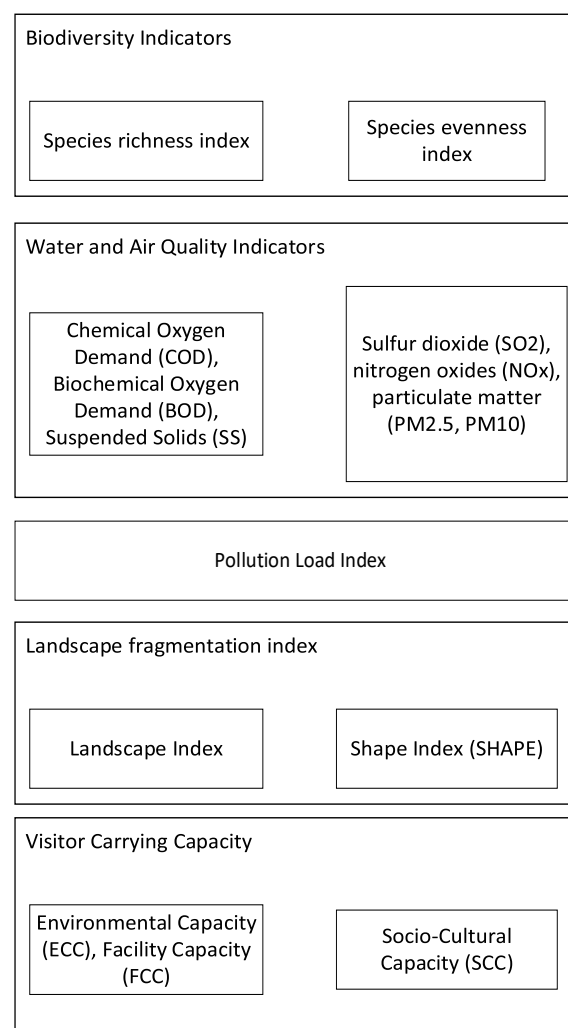 Biodiversity Indicators
Species richness index
Species evenness
index
Water and Air Quality Indicators
Chemical Oxygen
Demand (COD),
Biochemical Oxygen
Demand (BOD),
Suspended Solids (SS)
Sulfur dioxide (SO2),
nitrogen oxides (NOx),
particulate matter
(PM2.5, PM10)
Pollution Load Index
Landscape fragmentation index
Landscape Index
Shape Index (SHAPE)
Visitor Carrying Capacity
Environmental Capacity
(ECC), Facility Capacity
(FCC)
Socio-Cultural
Capacity (SCC)